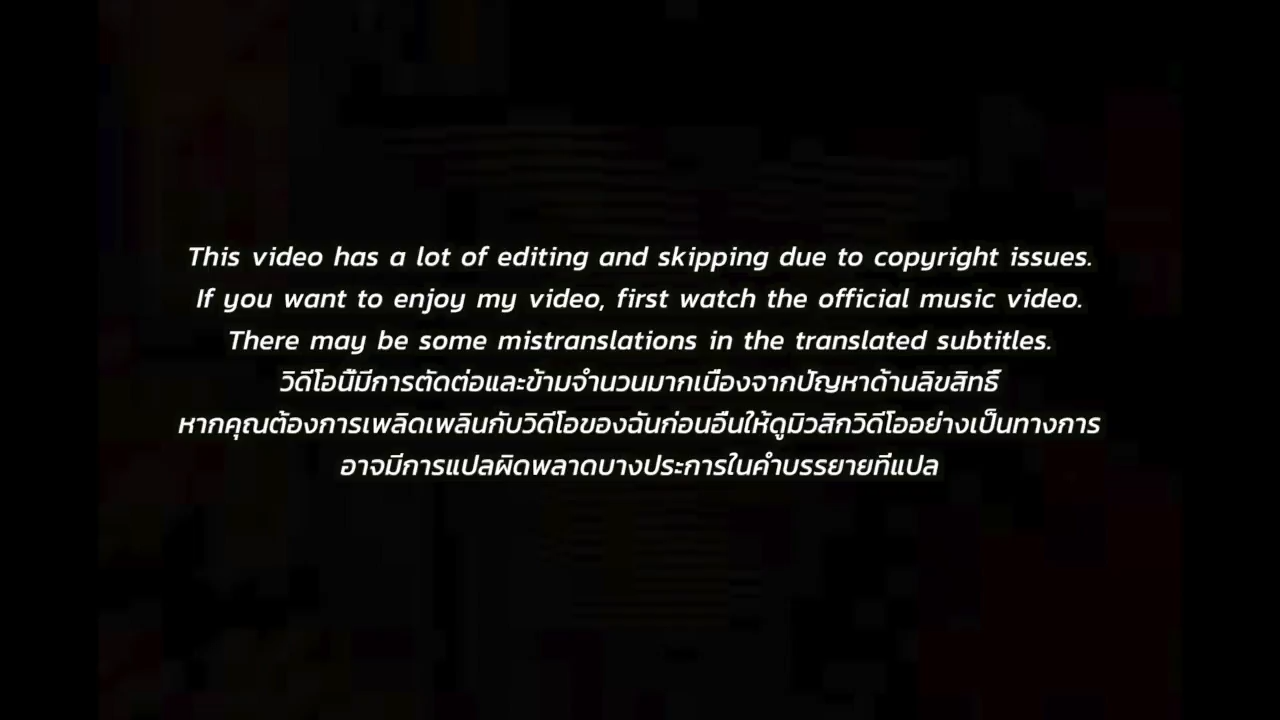 This video has a lot of editing and skipping due to copyright issues.
If you want to enjoy my video, first watch the official music video.
There may be some mistranslations in the translated subtitles.
วิดีโอนี้มีการตัดต่อและข้ามจำนวนมากเนื่องจากปัญหาด้านลิขสิทธิ์
หากคุณต้องการเพลิดเพลินกับวิดีโอของฉันก่อนอื่นให้ดูมิวสิกวิดีโออย่างเป็นทางการ
อาจมีการแปลผิดพลาดบางประการในคำบรรยายที่แปล